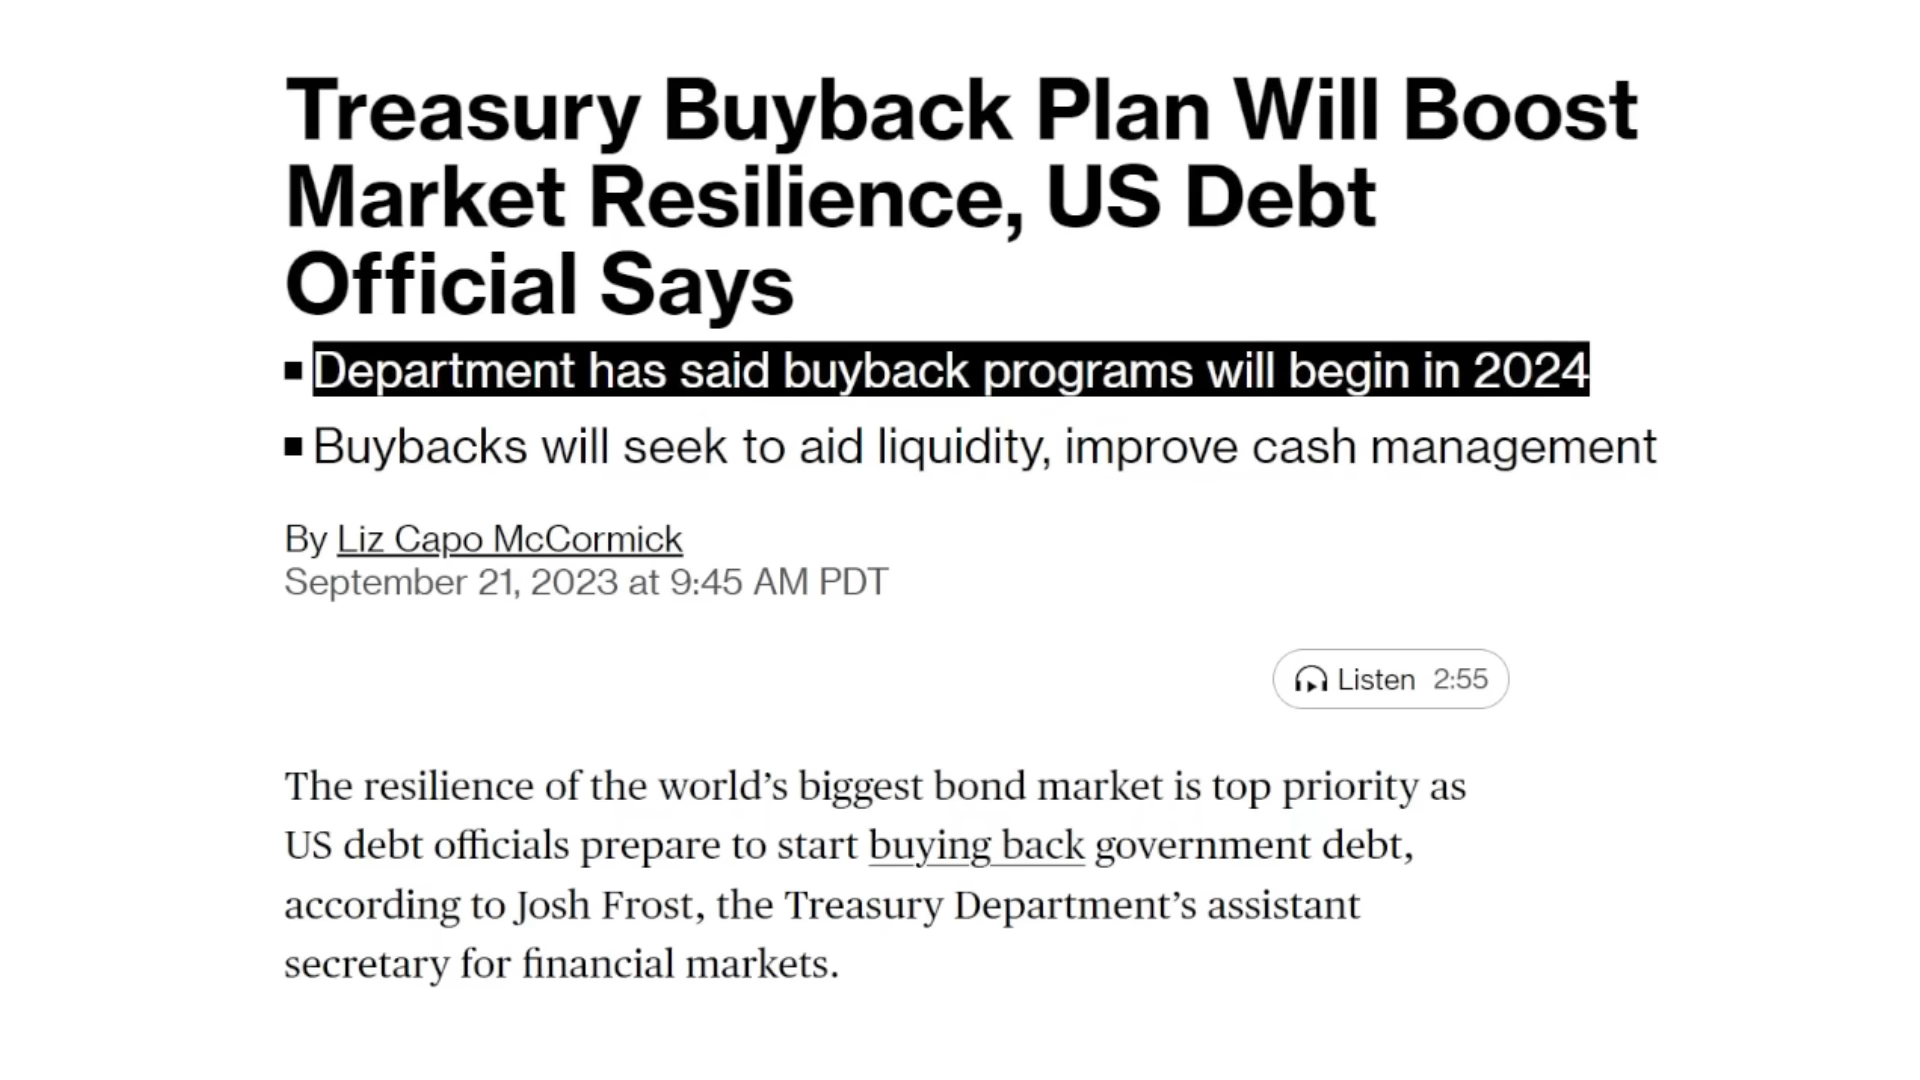 Treasury Buyback Plan Will Boost
Market Resilience, US Debt
Official Says
■ Department has said buyback programs will begin in 2024
■ Buybacks will seek to aid liquidity, improve cash management
By Liz Capo McCormick
September 21, 2023 at 9:45 AM PDT
Listen 2:55
The resilience of the world’s biggest bond market is top priority as
US debt officials prepare to start buying back government debt,
according to Josh Frost, the Treasury Department’s assistant
secretary for financial markets.